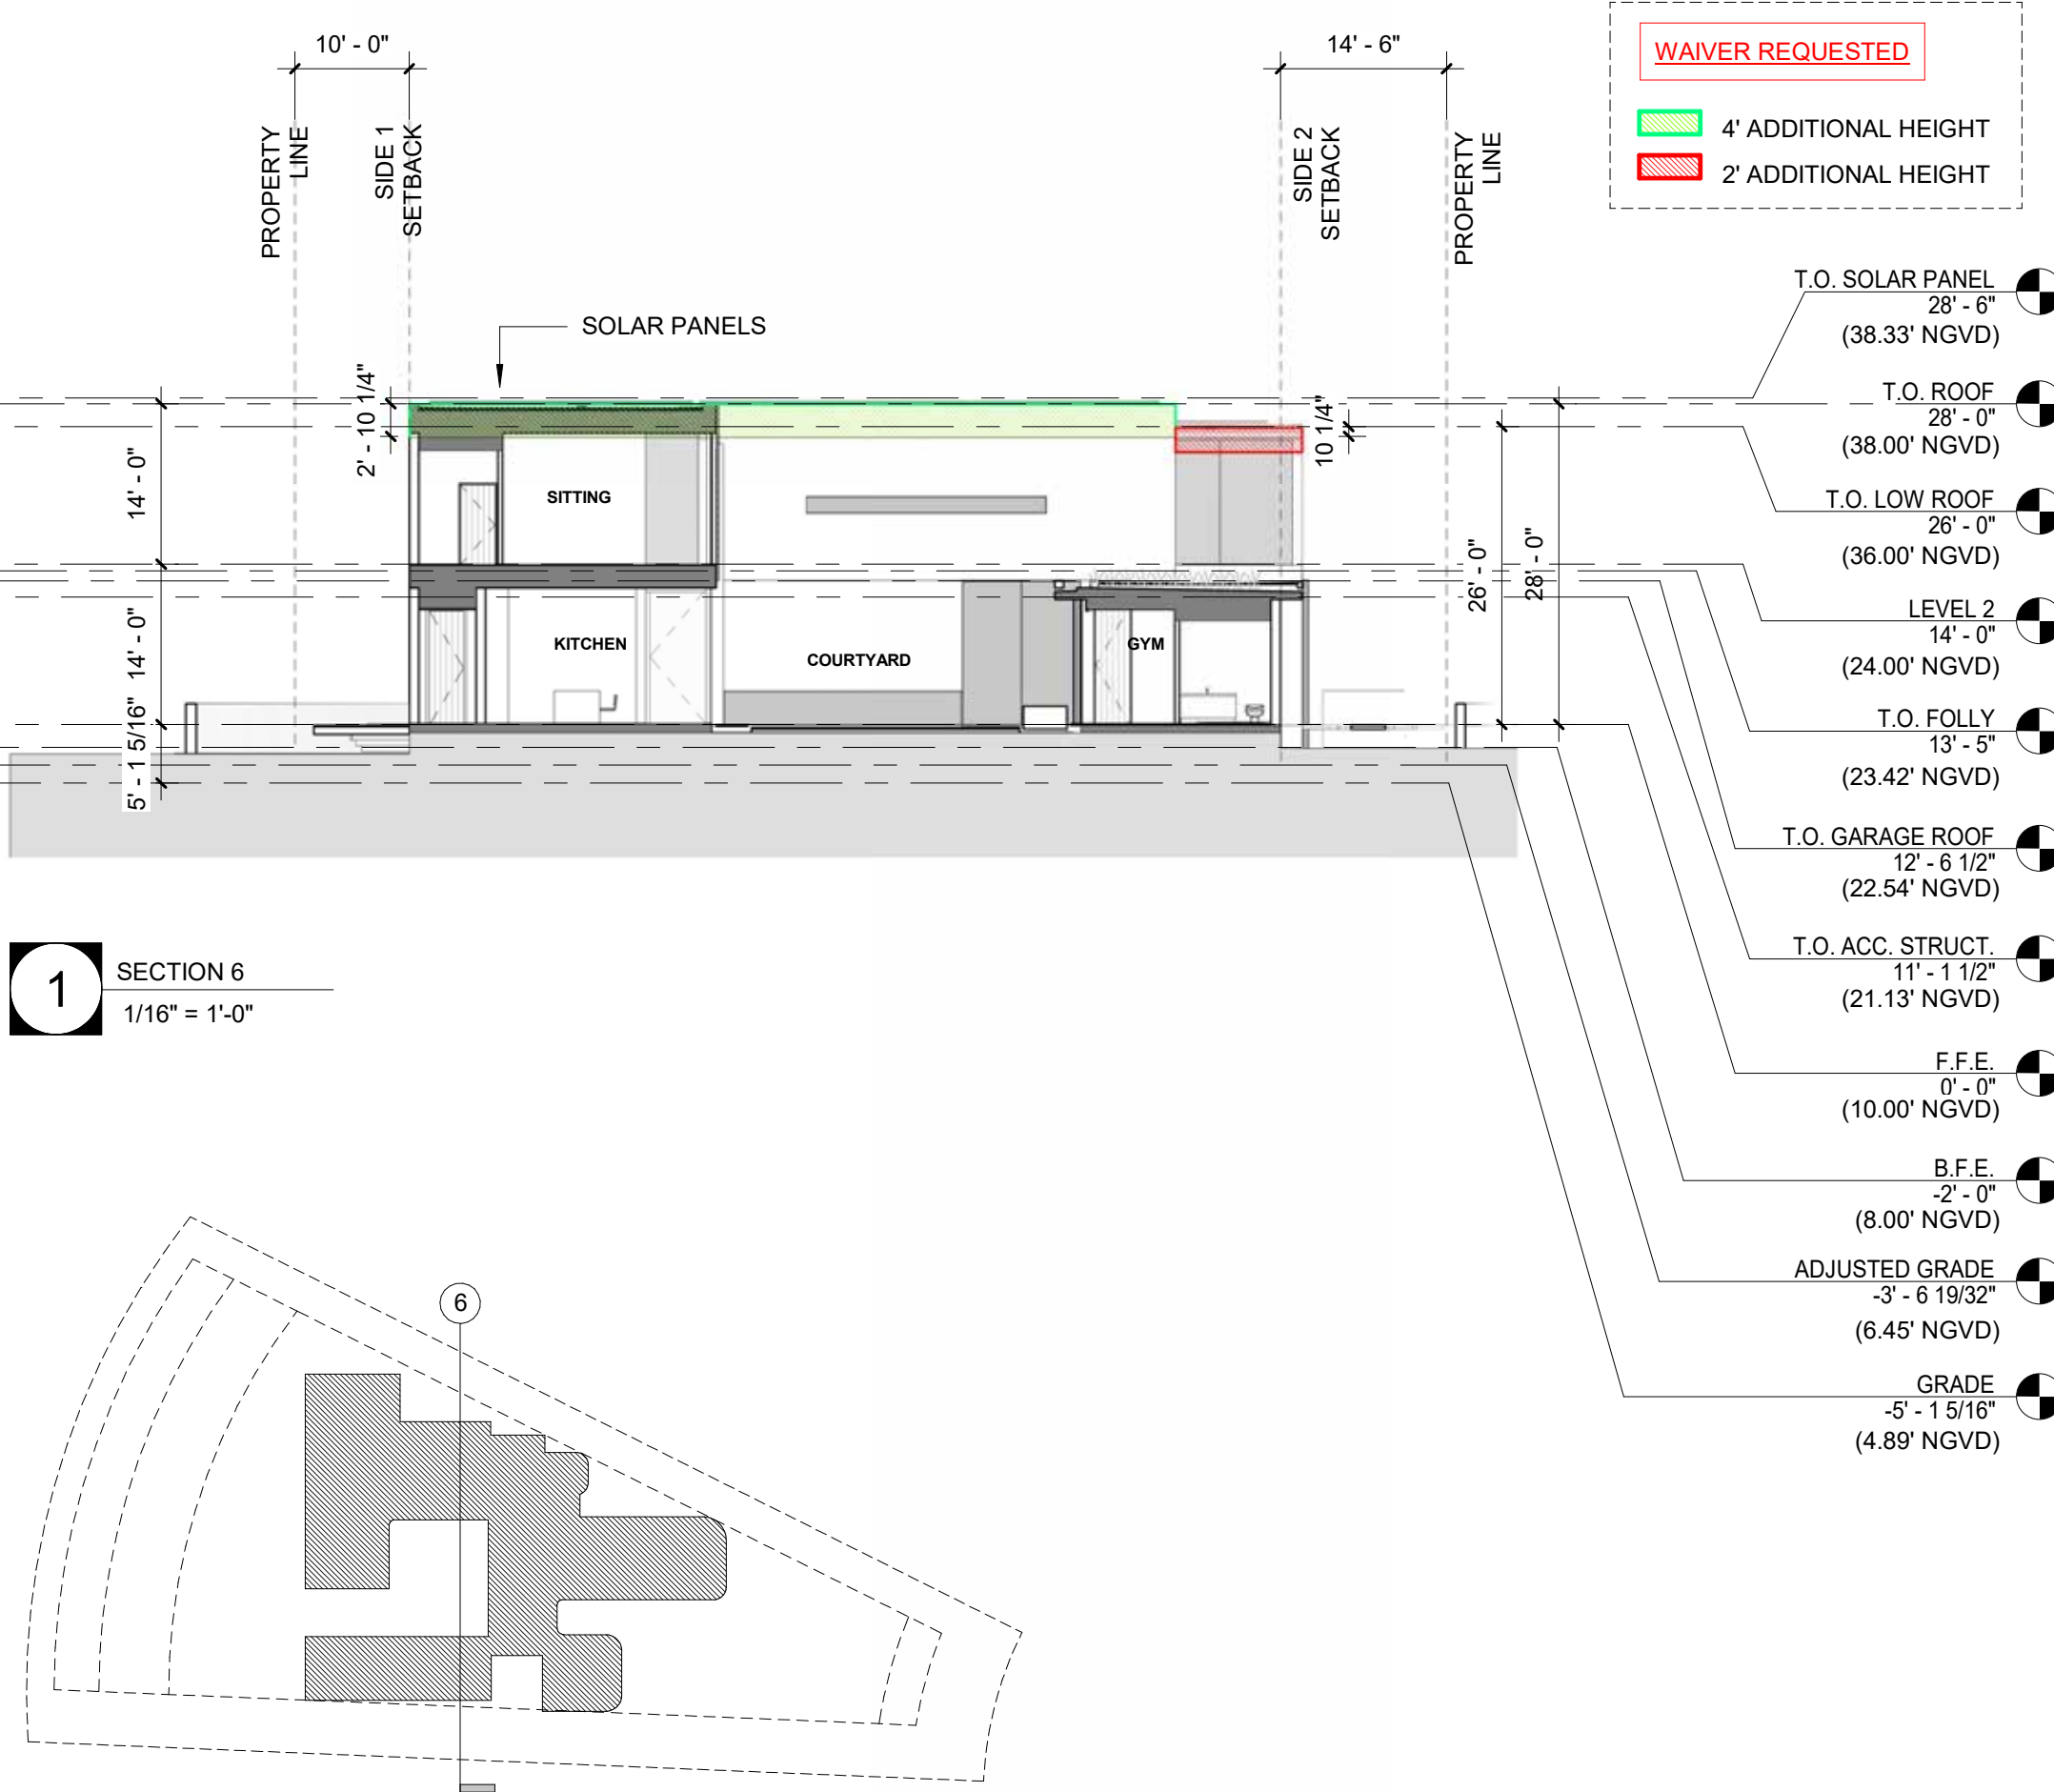 10' - 0"
14' - 6"
WAIVER REQUESTED
4' ADDITIONAL HEIGHT
2' ADDITIONAL HEIGHT
PROPERTY
LINE
SIDE 1
SETBACK
SIDE 2
SETBACK
PROPERTY
LINE
SOLAR PANELS
2' - 10 1/4"
10 1/4"
14' - 0"
14' - 0"
5' - 1 5/16"
26' - 0"
28' - 0"
SITTING
KITCHEN
COURTYARD
GYM
T.O. SOLAR PANEL
28' - 6"
(38.33' NGVD)
T.O. ROOF
28' - 0"
(38.00' NGVD)
T.O. LOW ROOF
26' - 0"
(36.00' NGVD)
LEVEL 2
14' - 0"
(24.00' NGVD)
T.O. FOLLY
13' - 5"
(23.42' NGVD)
T.O. GARAGE ROOF
12' - 6 1/2"
(22.54' NGVD)
T.O. ACC. STRUCT.
11' - 1 1/2"
(21.13' NGVD)
F.F.E.
0' - 0"
(10.00' NGVD)
B.F.E.
-2' - 0"
(8.00' NGVD)
ADJUSTED GRADE
-3' - 6 19/32"
(6.45' NGVD)
GRADE
-5' - 1 5/16"
(4.89' NGVD)
1
SECTION 6
1/16" = 1'-0"
6